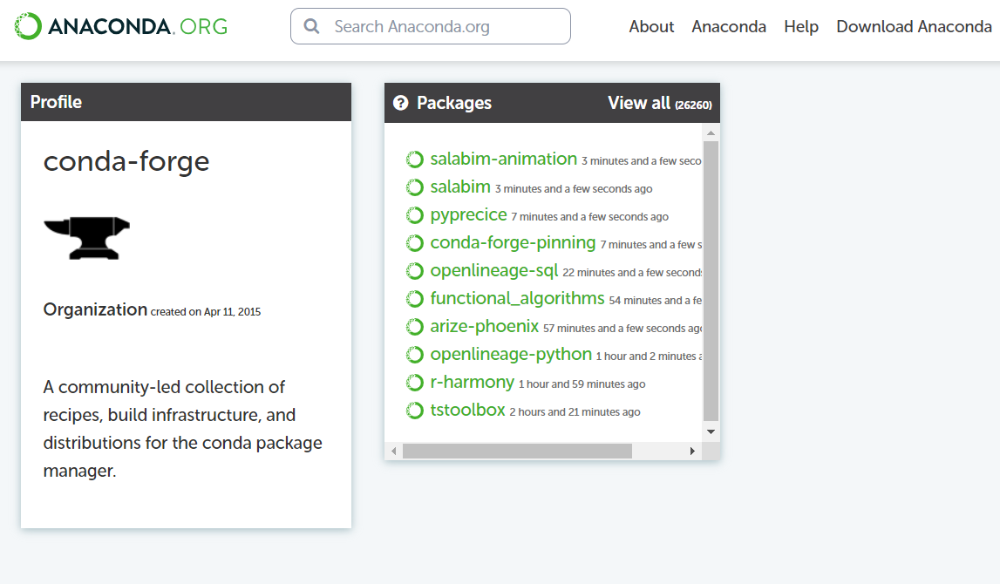 ANACONDA.ORG
Search Anaconda.org
About Anaconda Help Download Anaconda
Profile
conda-forge
Organization created on Apr 11, 2015
A community-led collection of
recipes, build infrastructure, and
distributions for the conda package
manager.
? Packages View all (26260)
salabim-animation 3 minutes and a few seco
salabim 3 minutes and a few seconds ago
pyprecice 7 minutes and a few seconds ago
conda-forge-pinning 7 minutes and a few s
openlineage-sql 22 minutes and a few second
functional_algorithms 54 minutes and a fe
arize-phoenix 57 minutes and a few seconds ago
openlineage-python 1 hour and 2 minutes a
r-harmony 1 hour and 59 minutes ago
tstoolbox 2 hours and 21 minutes ago